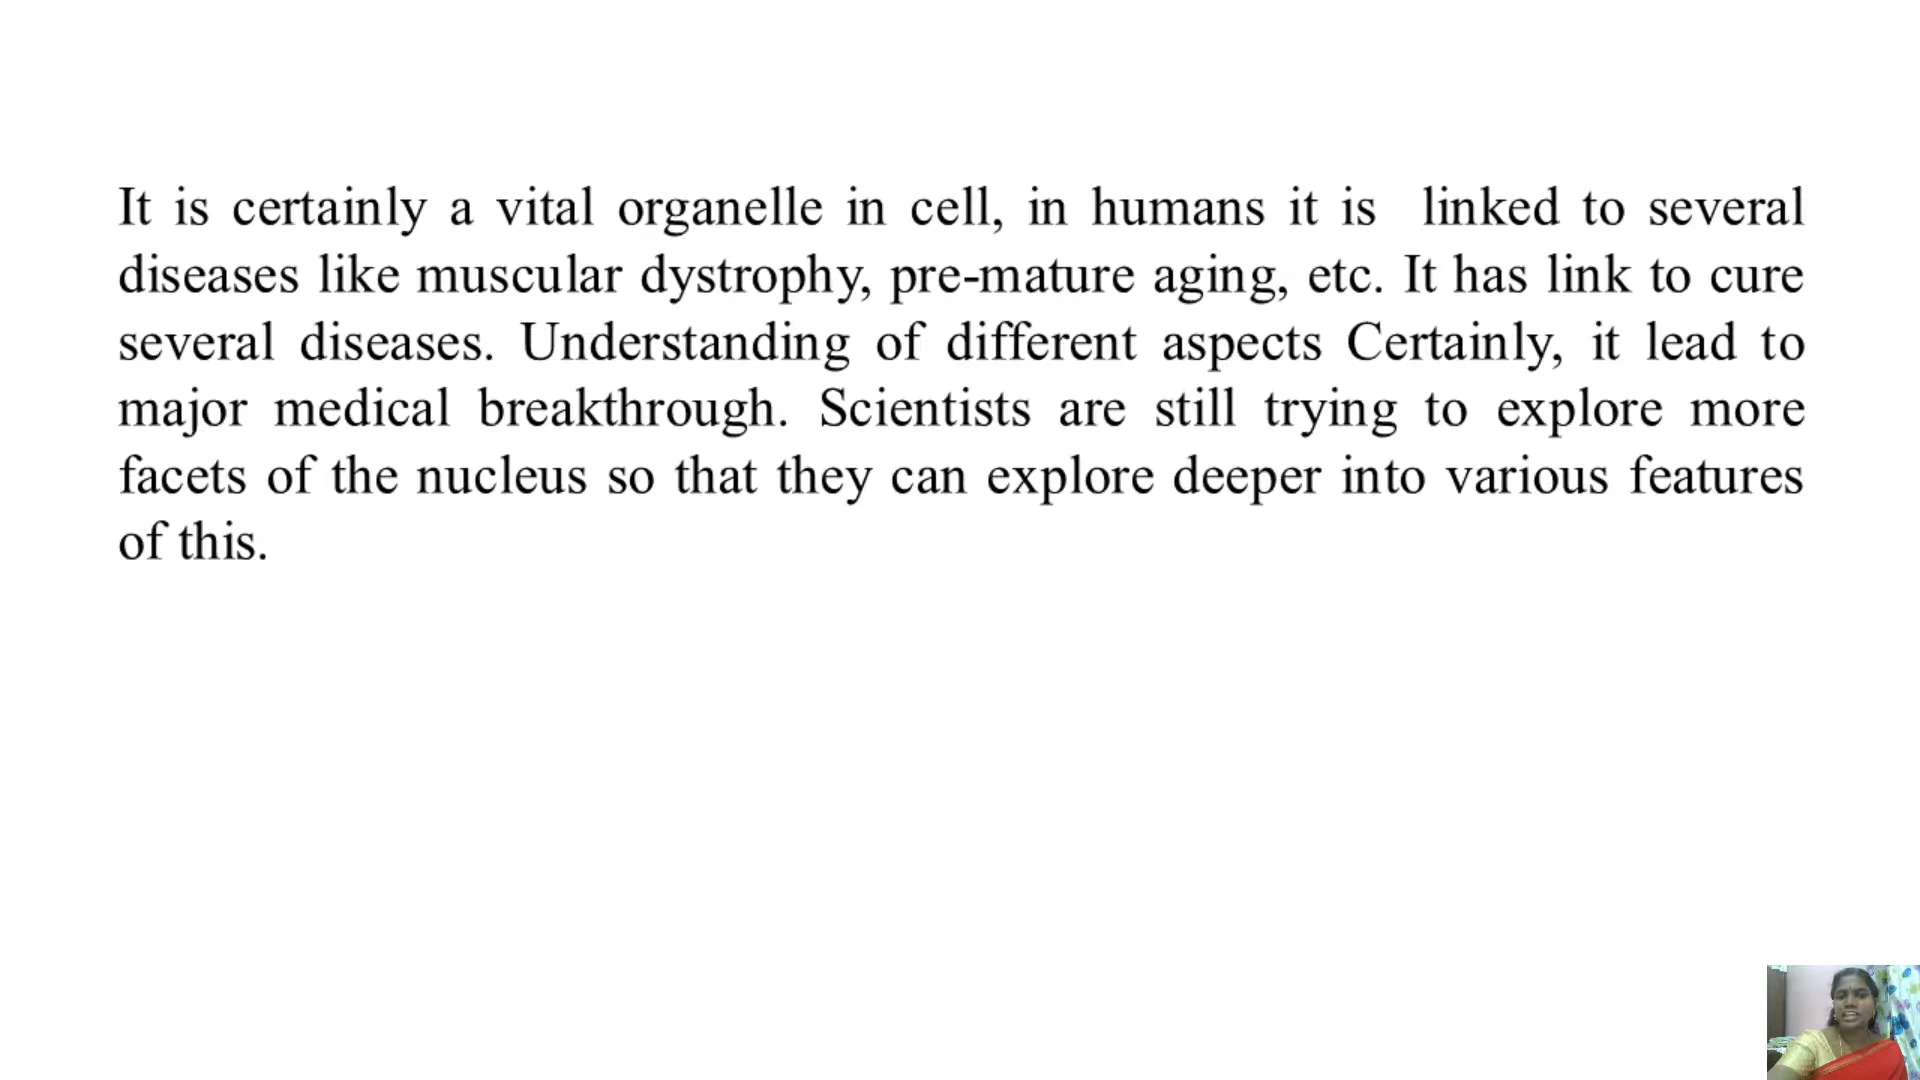 It is certainly a vital organelle in cell, in humans it is linked to several
diseases like muscular dystrophy, pre-mature aging, etc. It has link to cure
several diseases. Understanding of different aspects Certainly, it lead to
major medical breakthrough. Scientists are still trying to explore more
facets of the nucleus so that they can explore deeper into various features
of this.